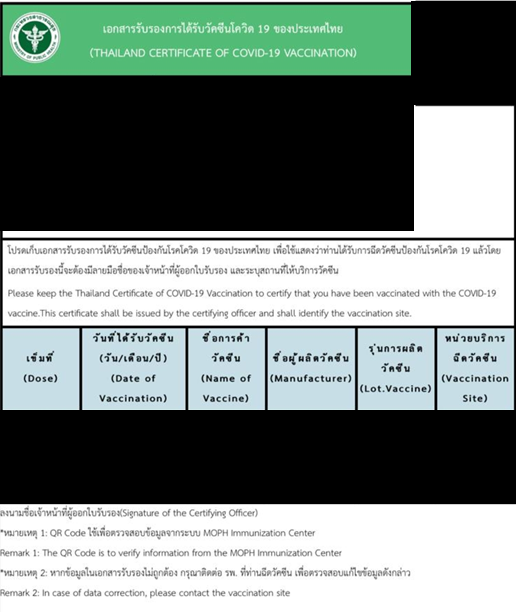 เอกสารรับรองการได้รับวัคซีนโควิด 19 ของประเทศไทย
(THAILAND CERTIFICATE OF COVID-19 VACCINATION)
โปรดเก็บเอกสารรับรองการได้รับวัคซีนป้องกันโรคโควิด 19 ของประเทศไทย เพื่อใช้แสดงว่าท่านได้รับการฉีดวัคซีนป้องกันโรคโควิด 19 แล้วโดย
เอกสารรับรองนี้จะต้องมีลายมือชื่อของเจ้าหน้าที่ผู้ออกใบรับรอง และระบุสถานที่ให้บริการวัคซีน
Please keep the Thailand Certificate of COVID-19 Vaccination to certify that you have been vaccinated with the COVID-19
vaccine.This certificate shall be issued by the certifying officer and shall identify the vaccination site.
เข็มที่
(Dose)
วันที่ได้รับวัคซีน
(วัน/เดือน/ปี)
(Date of
Vaccination)
ชื่อการค้า
วัคซีน
(Name of
Vaccine)
ชื่อผู้ผลิตวัคซีน
(Manufacturer)
รุ่นการผลิต
วัคซีน
(Lot.Vaccine)
หน่วยบริการ
ฉีดวัคซีน
(Vaccination
Site)
ลงนามชื่อเจ้าหน้าที่ผู้ออกใบรับรอง(Signature of the Certifying Officer)
*หมายเหตุ 1: QR Code ใช้เพื่อตรวจสอบข้อมูลจากระบบ MOPH Immunization Center
Remark 1: The QR Code is to verify information from the MOPH Immunization Center
*หมายเหตุ 2: หากข้อมูลในเอกสารรับรองไม่ถูกต้อง กรุณาติดต่อ รพ. ที่ท่านฉีดวัคซีน เพื่อตรวจสอบแก้ไขข้อมูลดังกล่าว
Remark 2: In case of data correction, please contact the vaccination site